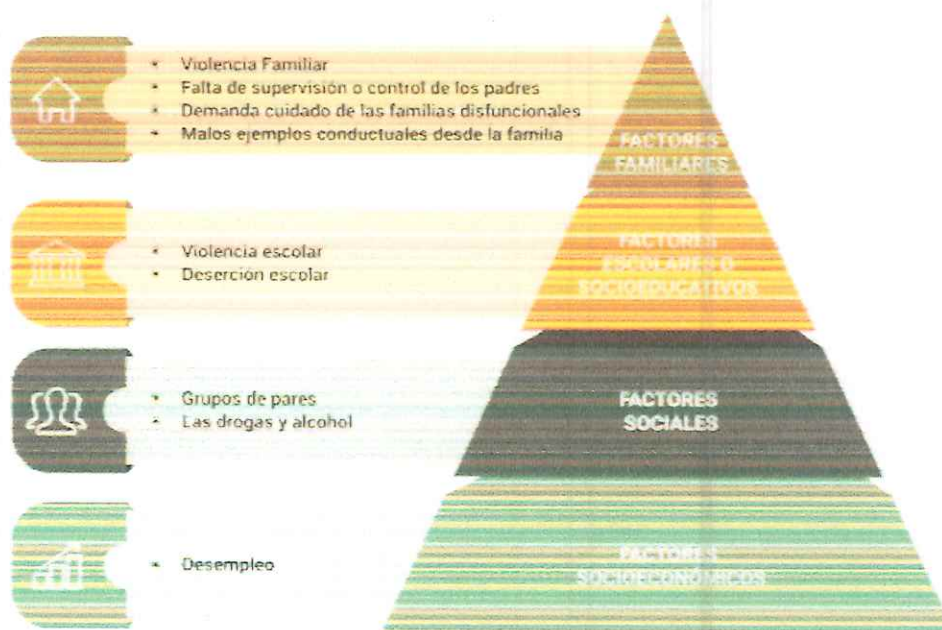 • Violencia Familiar
• Falta de supervisión o control de los padres
• Demanda cuidado de las familias disfuncionales
• Malos ejemplos conductuales desde la familia
FACTORES
FAMILIARES
• Violencia escolar
• Deserción escolar
FACTORES
ESCOLARES O
SOCIOEDUCATIVOS
• Grupos de pares
• Las drogas y alcohol
FACTORES
SOCIALES
• Desempleo
FACTORES
SOCIOECONÓMICOS